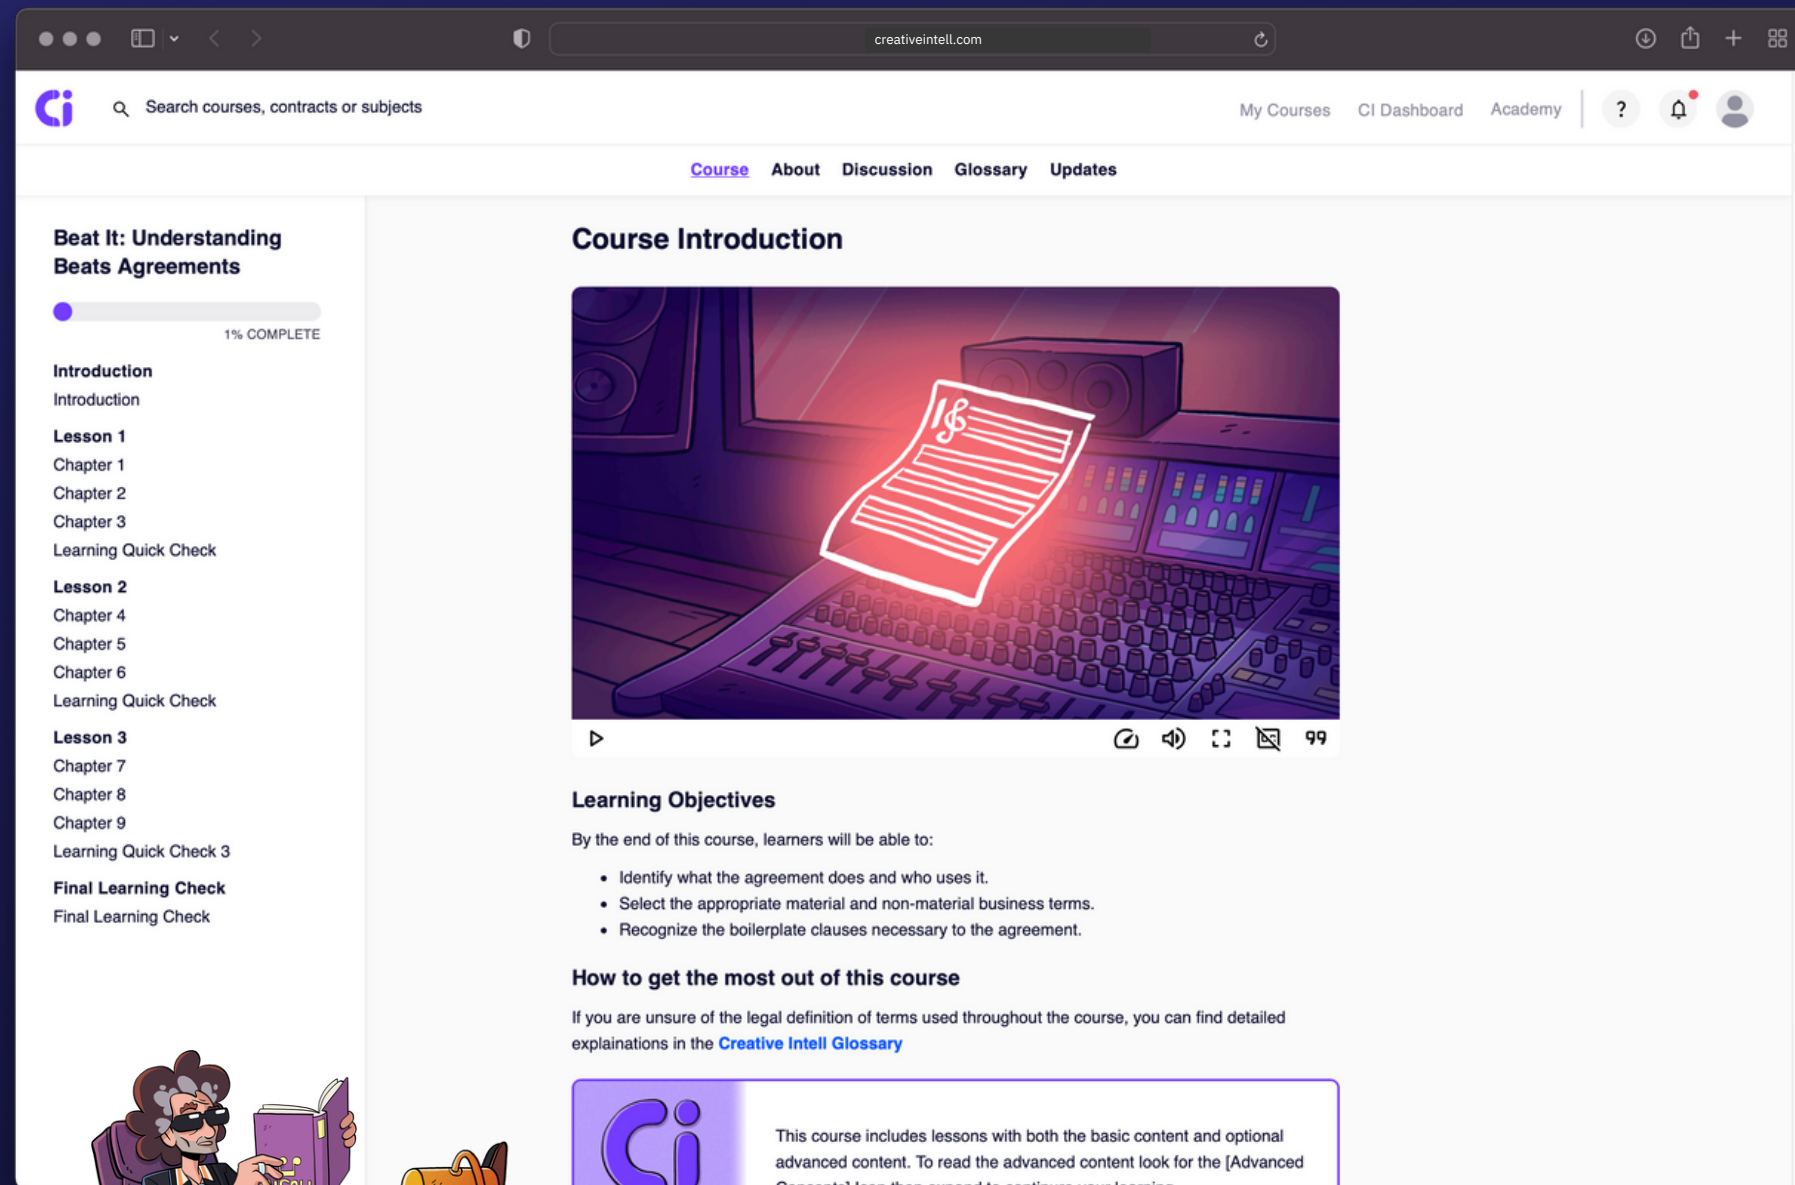 creativeintell.com
Ci
Search courses, contracts or subjects
My Courses
CI Dashboard
Academy
?
Course
About
Discussion
Glossary
Updates
Beat It: Understanding
Beats Agreements
1% COMPLETE
Introduction
Introduction
Lesson 1
Chapter 1
Chapter 2
Chapter 3
Learning Quick Check
Lesson 2
Chapter 4
Chapter 5
Chapter 6
Learning Quick Check
Lesson 3
Chapter 7
Chapter 8
Chapter 9
Learning Quick Check 3
Final Learning Check
Final Learning Check
Course Introduction
Learning Objectives
By the end of this course, learners will be able to:
• Identify what the agreement does and who uses it.
• Select the appropriate material and non-material business terms.
• Recognize the boilerplate clauses necessary to the agreement.
How to get the most out of this course
If you are unsure of the legal definition of terms used throughout the course, you can find detailed
explainations in the Creative Intell Glossary
Ci
This course includes lessons with both the basic content and optional
advanced content. To read the advanced content look for the [Advanced